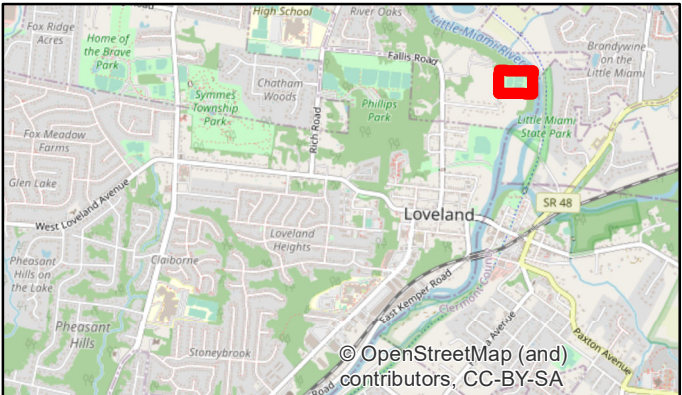 High School
River Oaks
Fox Ridge
Acres
Home of
the Brave
Park
Little Miami River
Fallis Road
Brandywine
on the
Little Miami
Chatham
Woods
Symmes
Township
Park
Phillips
Park
Rich Road
Little Miami
State Park
Fox Meadow
Farms
Glen Lake
West Loveland Avenue
SR 48
Loveland
Loveland
Heights
Claiborne
Pheasant
Hills on
the Lake
East Kemper Road
Clermont
Pheasant
Hills
Stoneybrook
Avenue
Paxton Avenue
Road
© OpenStreetMap (and)
contributors, CC-BY-SA